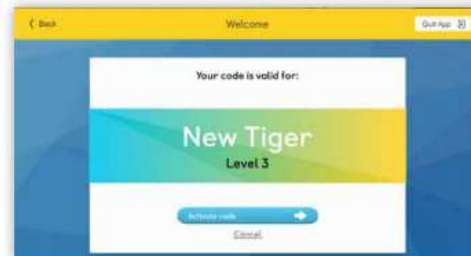 Back
Welcome
Quit App
Your code is valid for:
New Tiger
Level 3
Activate code
Cancel